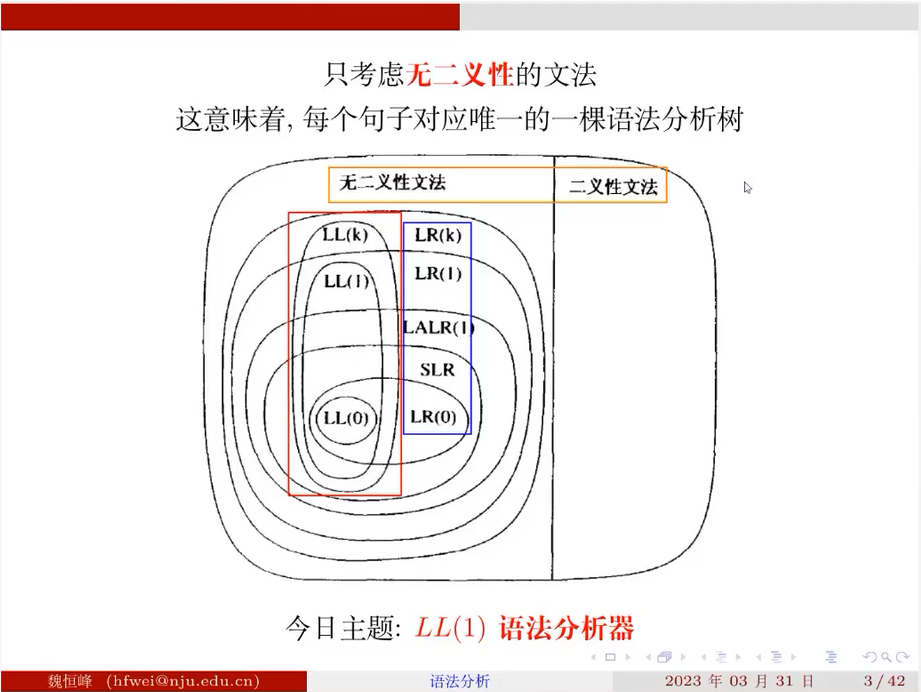 只考虑无二义性的文法
这意味着, 每个句子对应唯一的一棵语法分析树
无二义性文法 二义性文法
LL(k) LR(k)
LL(1) LR(1)
LALR(1)
SLR
LL(0) LR(0)
今日主题: LL(1) 语法分析器
魏恒峰 (hfwei@nju.edu.cn) 语法分析 2023 年 03 月 31 日 3 / 42